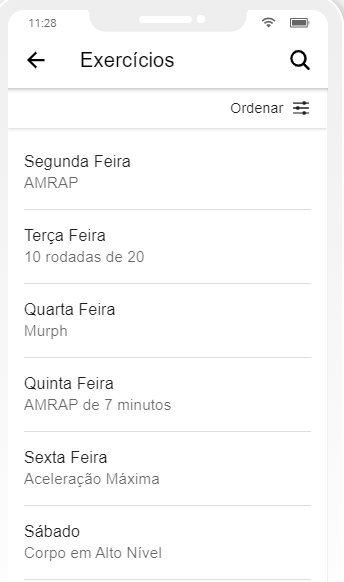 11:28
Exercícios
Ordenar
Segunda Feira
AMRAP
Terça Feira
10 rodadas de 20
Quarta Feira
Murph
Quinta Feira
AMRAP de 7 minutos
Sexta Feira
Aceleração Máxima
Sábado
Corpo em Alto Nível